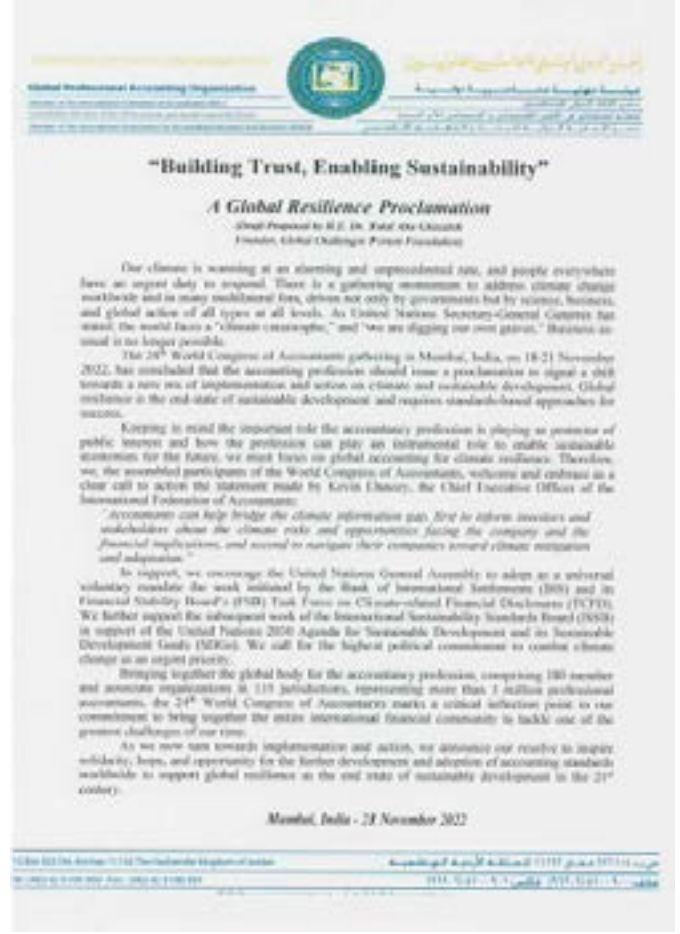 Global Professional Accounting Organization
“Building Trust, Enabling Sustainability”
A Global Resilience Proclamation
(Draft Proposed by H.E. Dr. Talal Abu-Ghazaleh
Founder, Global Challenges Forum Foundation)
Our climate is warming at an alarming and unprecedented rate, and people everywhere
have an urgent duty to respond. There is a gathering momentum to address climate change
worldwide and in many multilateral fora, driven not only by governments but by science, business,
and global action of all types at all levels. As United Nations Secretary-General Guterres has
stated, the world faces a "climate catastrophe," and "we are digging our own graves." Business as
usual is no longer possible.
The 24th World Congress of Accountants gathering in Mumbai, India, on 18-21 November
2022, has concluded that the accounting profession should issue a proclamation to signal a shift
towards a new era of implementation and action on climate and sustainable development. Global
resilience is the end-state of sustainable development and requires standards-based approaches for
success.
Keeping in mind the important role the accountancy profession is playing as protector of
public interest and how the profession can play an instrumental role to enable sustainable
economies for the future, we must focus on global accounting for climate resilience. Therefore,
we, the assembled participants of the World Congress of Accountants, welcome and embrace as a
clear call to action the statement made by Kevin Dancey, the Chief Executive Officer of the
International Federation of Accountants:
"Accountants can help bridge the climate information gap, first to inform investors and
stakeholders about the climate risks and opportunities facing the company and the
financial implications, and second to navigate their companies toward climate mitigation
and adaptation."
In support, we encourage the United Nations General Assembly to adopt as a universal
voluntary mandate the work initiated by the Bank of International Settlements (BIS) and its
Financial Stability Board's (FSB) Task Force on Climate-related Financial Disclosures (TCFD).
We further support the subsequent work of the International Sustainability Standards Board (ISSB)
in support of the United Nations 2030 Agenda for Sustainable Development and its Sustainable
Development Goals (SDGs). We call for the highest political commitment to combat climate
change as an urgent priority.
Bringing together the global body for the accountancy profession, comprising 180 member
and associate organizations in 135 jurisdictions, representing more than 3 million professional
accountants, the 24th World Congress of Accountants marks a critical inflection point in our
commitment to bring together the entire international financial community to tackle one of the
greatest challenges of our time.
As we now turn towards implementation and action, we announce our resolve to inspire
solidarity, hope, and opportunity for the further development and adoption of accounting standards
worldwide to support global resilience as the end state of sustainable development in the 21st
century.
Mumbai, India - 21 November 2022